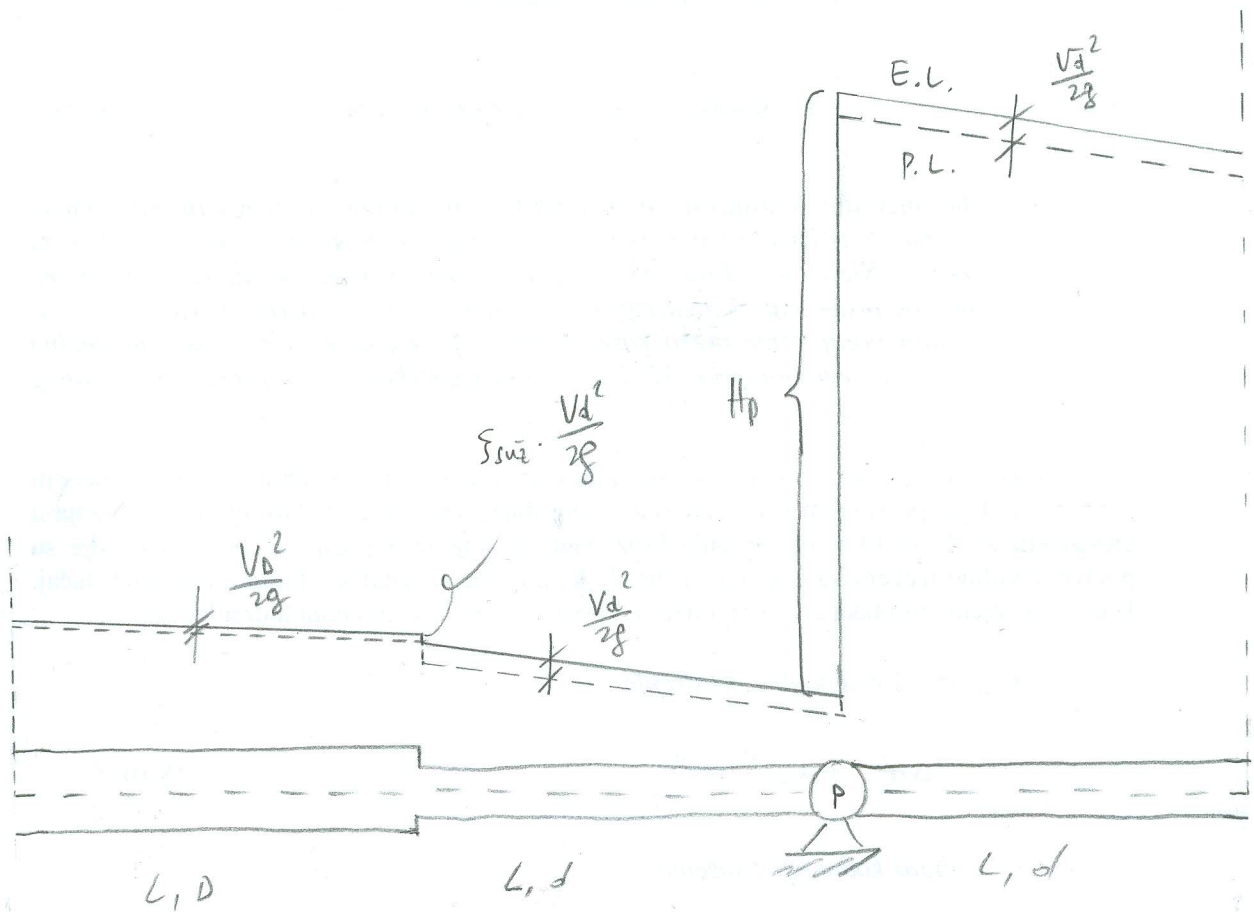 E.L.
Vd²/2g
P.L.
Hp
ξsuž · Vd²/2g
VD²/2g
Vd²/2g
P
L, D
L, d
L, d